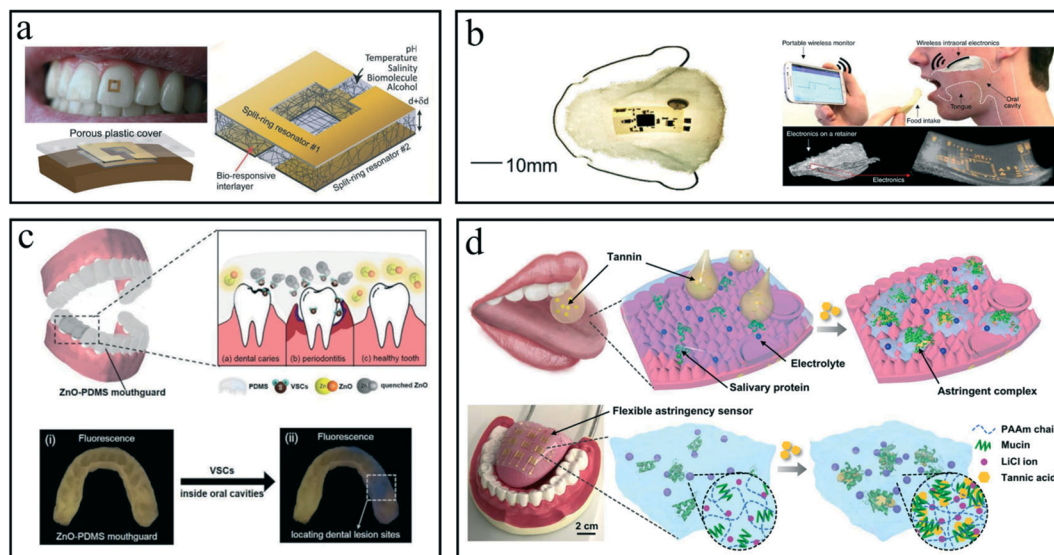 a
pH
Temperature
Salinity
Biomolecule
Alcohol
d+δd
Split-ring resonator #1
Split-ring resonator #2
Porous plastic cover
Bio-responsive
interlayer
b
10mm
Portable wireless monitor
Wireless intraoral electronics
Tongue
Oral
cavity
Food intake
Electronics on a retainer
Electronics
c
ZnO-PDMS mouthguard
(a) dental caries
(b) periodontitis
(c) healthy tooth
PDMS
VSCs
ZnO
quenched ZnO
(i)
Fluorescence
ZnO-PDMS mouthguard
VSCs
inside oral cavities
(ii)
Fluorescence
locating dental lesion sites
d
Tannin
Electrolyte
Salivary protein
Astringent complex
Flexible astringency sensor
2 cm
PAAm chain
Mucin
LiCl ion
Tannic acid